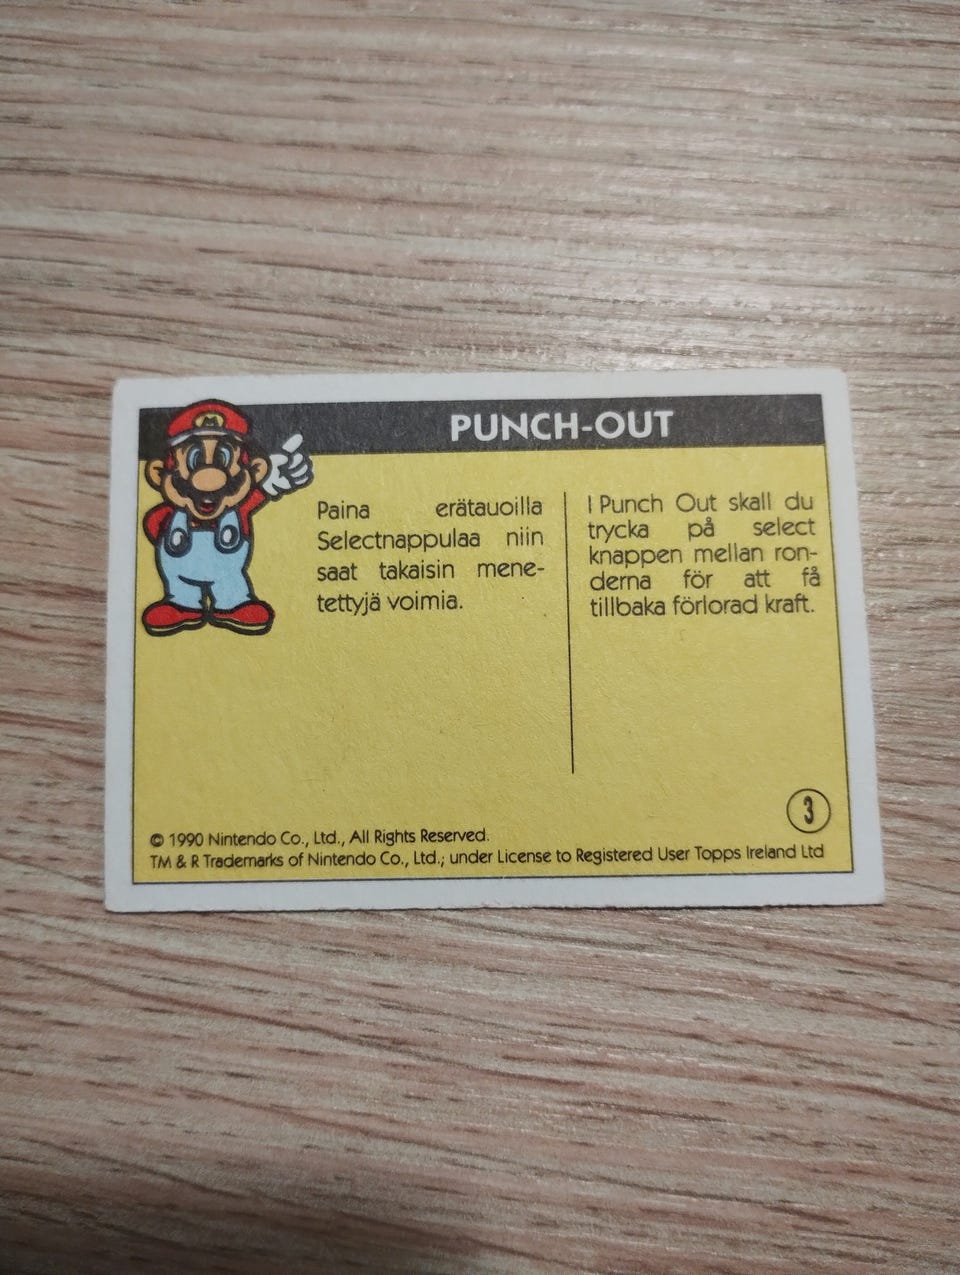 PUNCH-OUT
Paina erätauoilla
Selectnappulaa niin
saat takaisin mene-
tettyjä voimia.
I Punch Out skall du
trycka på select
knappen mellan ron-
derna för att få
tillbaka förlorad kraft.
3
© 1990 Nintendo Co., Ltd., All Rights Reserved.
TM & R Trademarks of Nintendo Co., Ltd.; under License to Registered User Topps Ireland Ltd